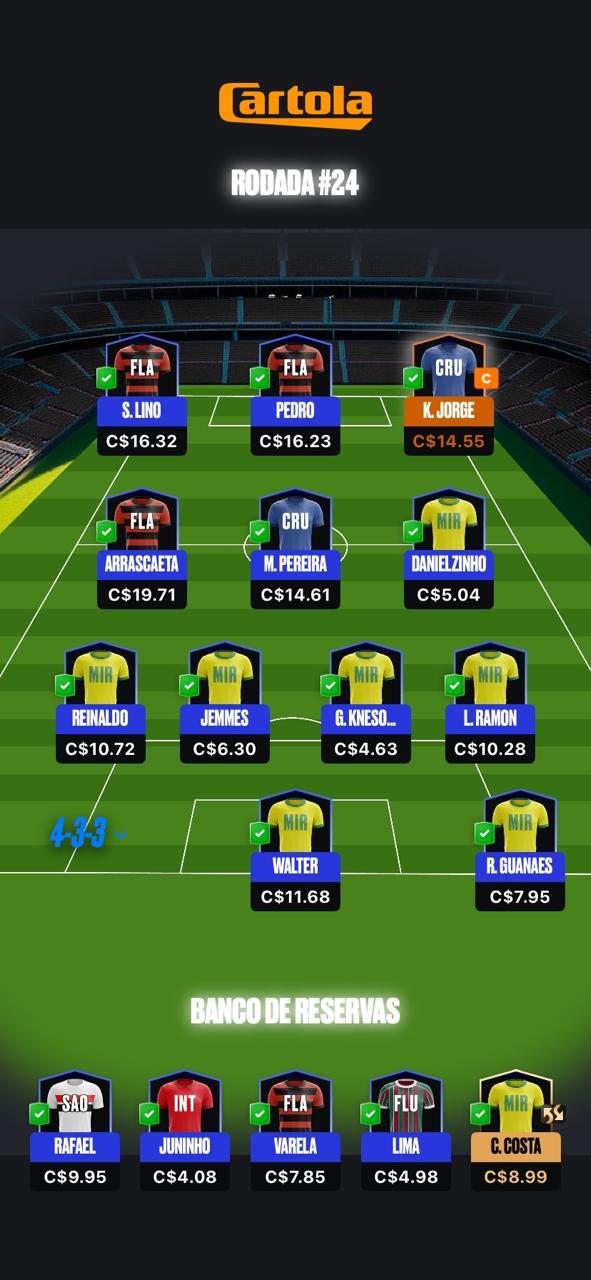 Cartola
RODADA #24
FLA FLA CRU C
S. LINO PEDRO K. JORGE
C$16.32 C$16.23 C$14.55
FLA CRU MIR
ARRASCAETA M. PEREIRA DANIELZINHO
C$19.71 C$14.61 C$5.04
MIR MIR MIR MIR
REINALDO JEMMES G. KNESO... L. RAMON
C$10.72 C$6.30 C$4.63 C$10.28
MIR MIR
4-3-3
WALTER R. GUANAES
C$11.68 C$7.95
BANCO DE RESERVAS
SAO INT FLA FLU MIR
RAFAEL JUNINHO VARELA LIMA C. COSTA
C$9.95 C$4.08 C$7.85 C$4.98 C$8.99